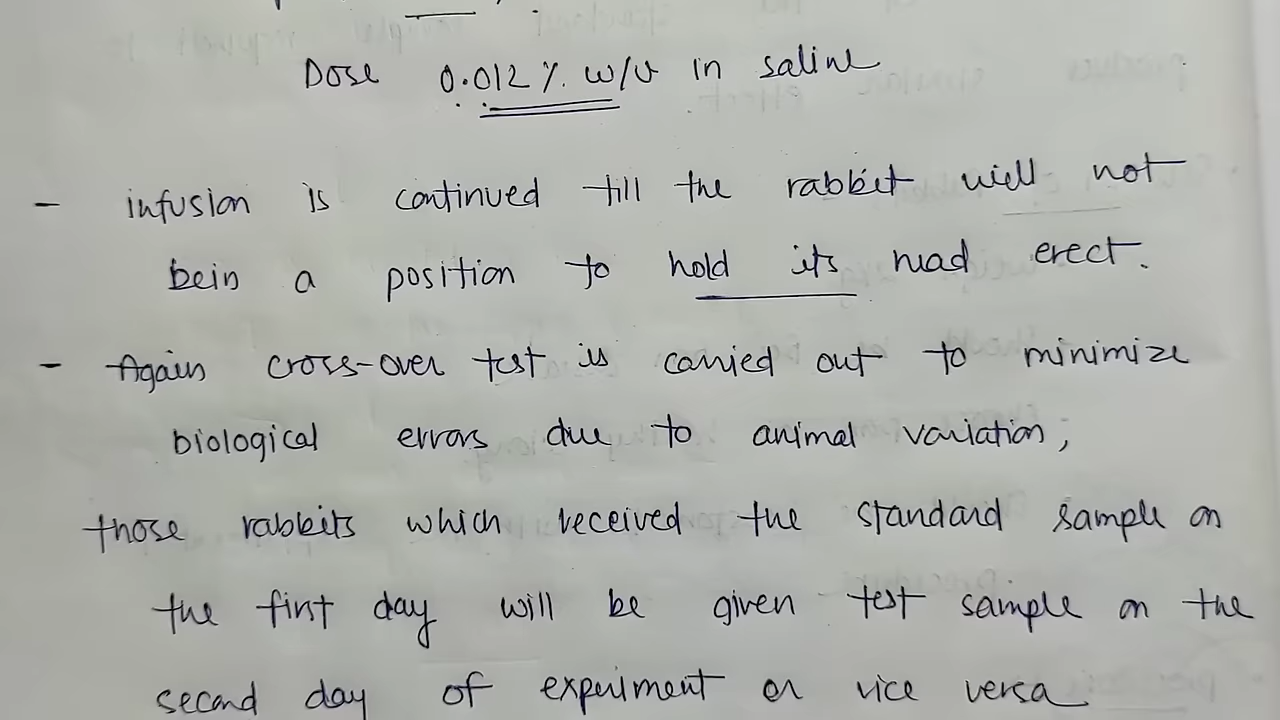 Dose 0.012 % w/v in saline
- infusion is continued till the rabbit will not
bein a position to hold its head erect.
- Again cross-over test is carried out to minimize
biological errors due to animal variation,
those rabbits which received the standard sample on
the first day will be given test sample on the
second day of experiment or vice versa